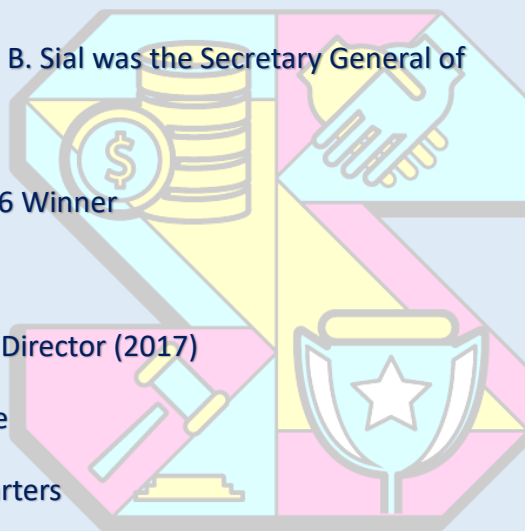 B. Sial was the Secretary General of
6 Winner
Director (2017)
e
rters
$